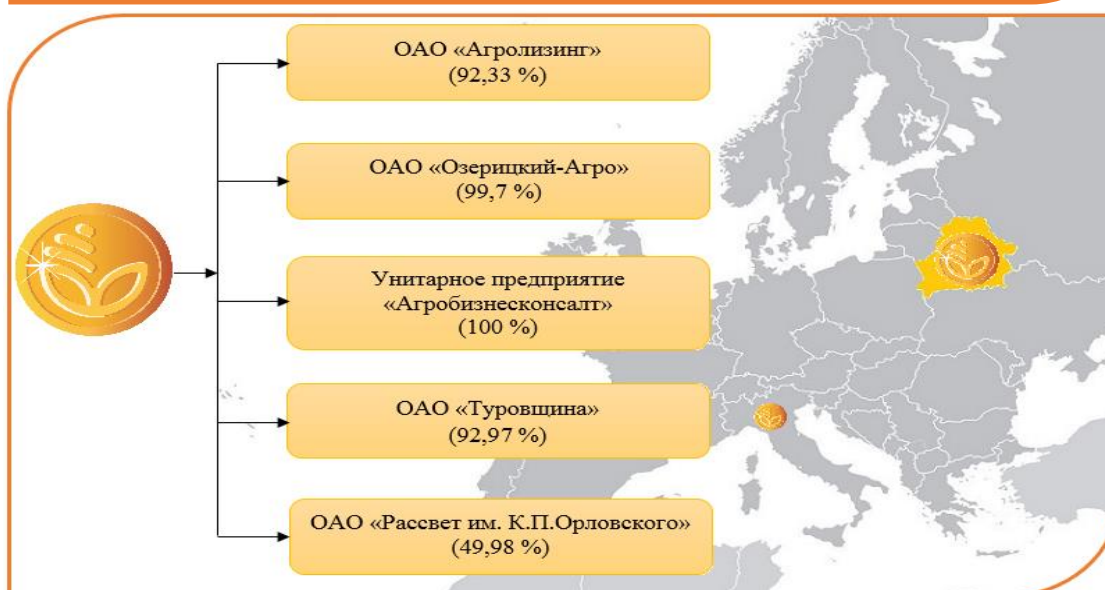 ОАО «Агролизинг»
(92,33 %)
ОАО «Озерицкий-Агро»
(99,7 %)
Унитарное предприятие
«Агробизнесконсалт»
(100 %)
ОАО «Туровщина»
(92,97 %)
ОАО «Рассвет им. К.П.Орловского»
(49,98 %)